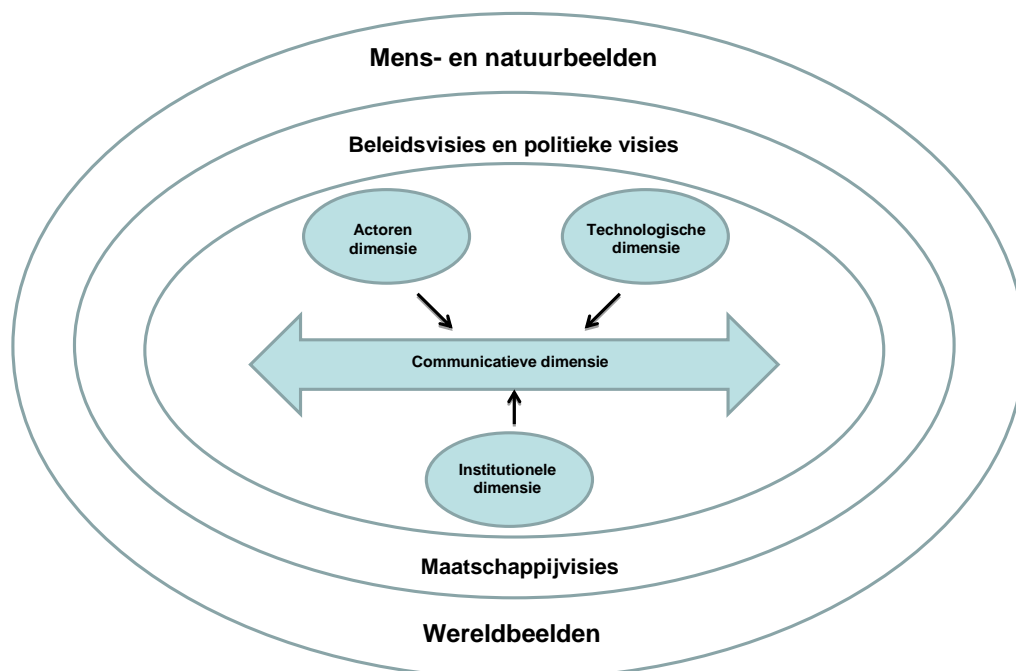 Mens- en natuurbeelden
Beleidsvisies en politieke visies
Actoren
dimensie
Technologische
dimensie
Communicatieve dimensie
Institutionele
dimensie
Maatschappijvisies
Wereldbeelden